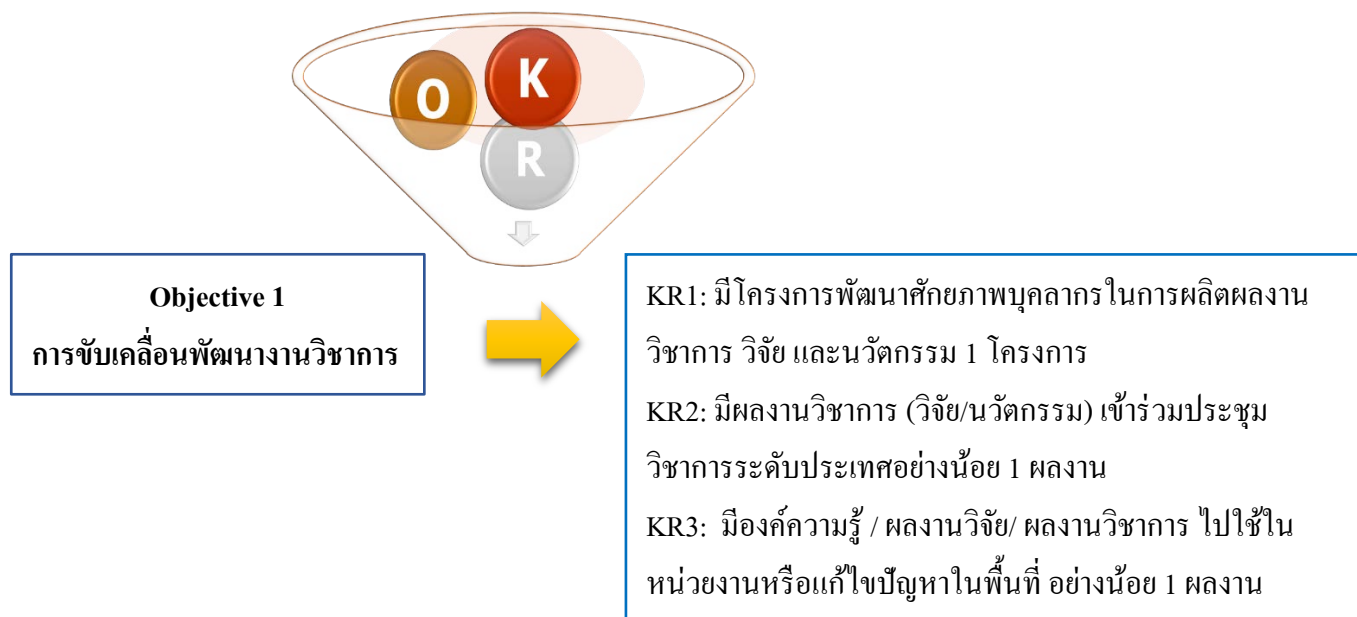 O
K
R
Objective 1
การขับเคลื่อนพัฒนางานวิชาการ
KR1: มีโครงการพัฒนาศักยภาพบุคลากรในการผลิตผลงาน
วิชาการ วิจัย และนวัตกรรม 1 โครงการ
KR2: มีผลงานวิชาการ (วิจัย/นวัตกรรม) เข้าร่วมประชุม
วิชาการระดับประเทศอย่างน้อย 1 ผลงาน
KR3: มีองค์ความรู้ / ผลงานวิจัย/ ผลงานวิชาการ ไปใช้ใน
หน่วยงานหรือแก้ไขปัญหาในพื้นที่ อย่างน้อย 1 ผลงาน